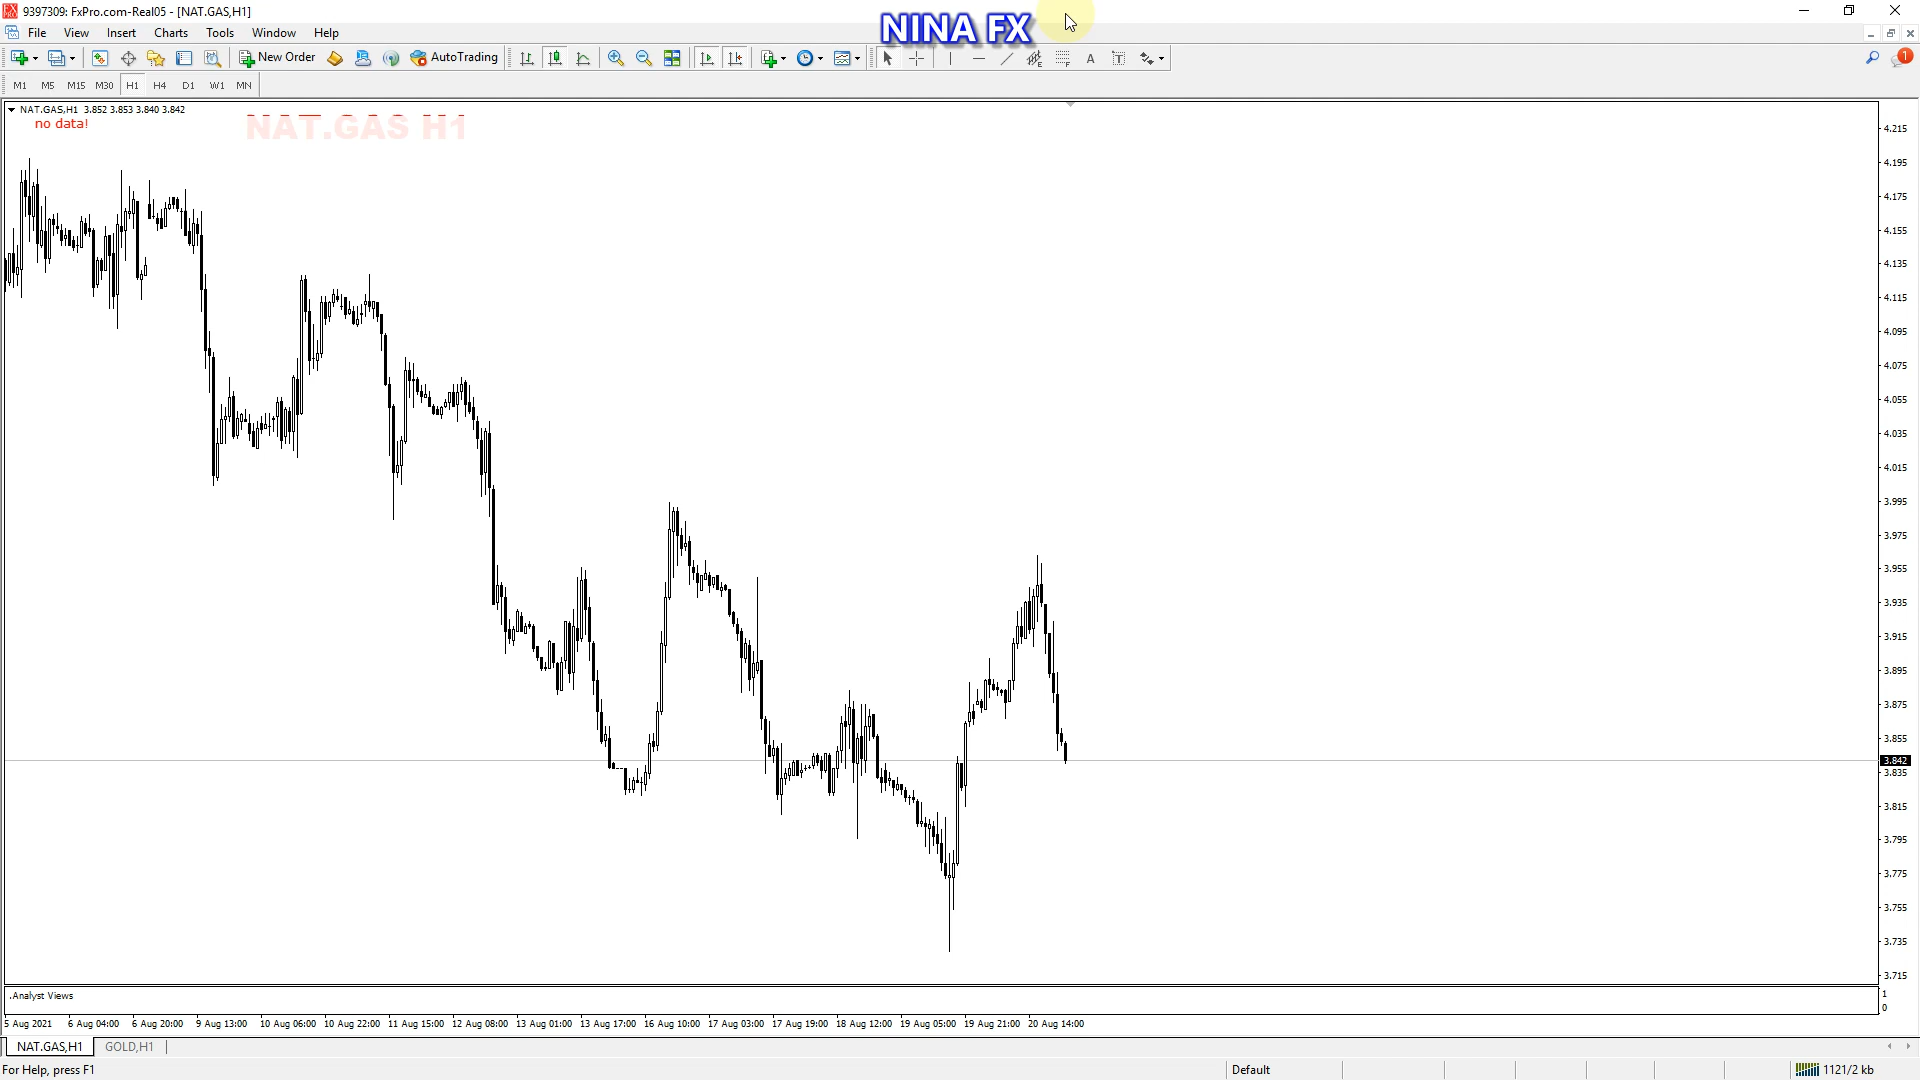 9397309: FxPro.com-Real05 - [NAT.GAS,H1]
NINA FX
File View Insert Charts Tools Window Help
New Order AutoTrading A T
1
M1 M5 M15 M30 H1 H4 D1 W1 MN
NAT.GAS,H1 3.852 3.853 3.840 3.842
no data!
NAT.GAS H1
4.215
4.195
4.175
4.155
4.135
4.115
4.095
4.075
4.055
4.035
4.015
3.995
3.975
3.955
3.935
3.915
3.895
3.875
3.855
3.842
3.835
3.815
3.795
3.775
3.755
3.735
3.715
.Analyst Views
1
0
5 Aug 2021 6 Aug 04:00 6 Aug 20:00 9 Aug 13:00 10 Aug 06:00 10 Aug 22:00 11 Aug 15:00 12 Aug 08:00 13 Aug 01:00 13 Aug 17:00 16 Aug 10:00 17 Aug 03:00 17 Aug 19:00 18 Aug 12:00 19 Aug 05:00 19 Aug 21:00 20 Aug 14:00
NAT.GAS,H1 GOLD,H1
For Help, press F1 Default 1121/2 kb